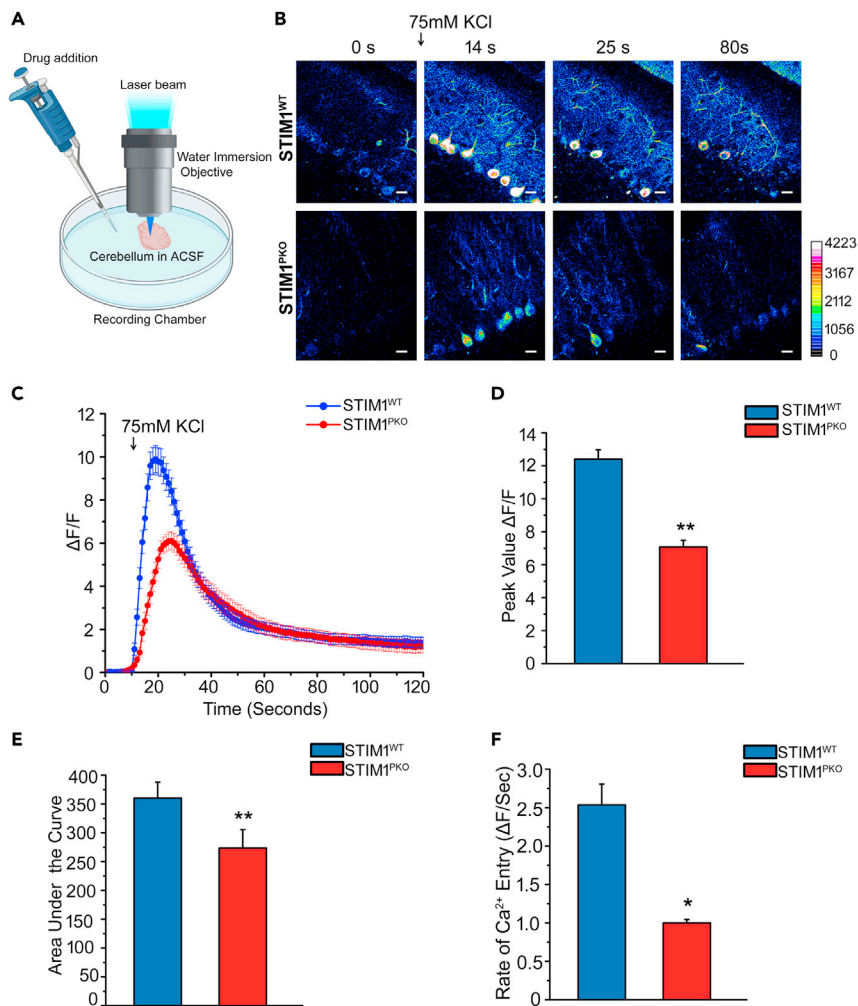 A
Drug addition
Laser beam
Water Immersion
Objective
Cerebellum in ACSF
Recording Chamber
B
75mM KCl
0 s
14 s
25 s
80s
STIM1WT
STIM1PKO
4223
3167
2112
1056
0
C
STIM1WT
STIM1PKO
75mM KCl
12
10
8
6
4
2
0
ΔF/F
0
20
40
60
80
100
120
Time (Seconds)
D
STIM1WT
STIM1PKO
14
12
10
8
6
4
2
0
Peak Value ΔF/F
**
E
STIM1WT
STIM1PKO
400
350
300
250
200
150
100
50
0
Area Under the Curve
**
F
STIM1WT
STIM1PKO
3.0
2.5
2.0
1.5
1.0
0.5
0.0
Rate of Ca2+ Entry (ΔF/Sec)
*